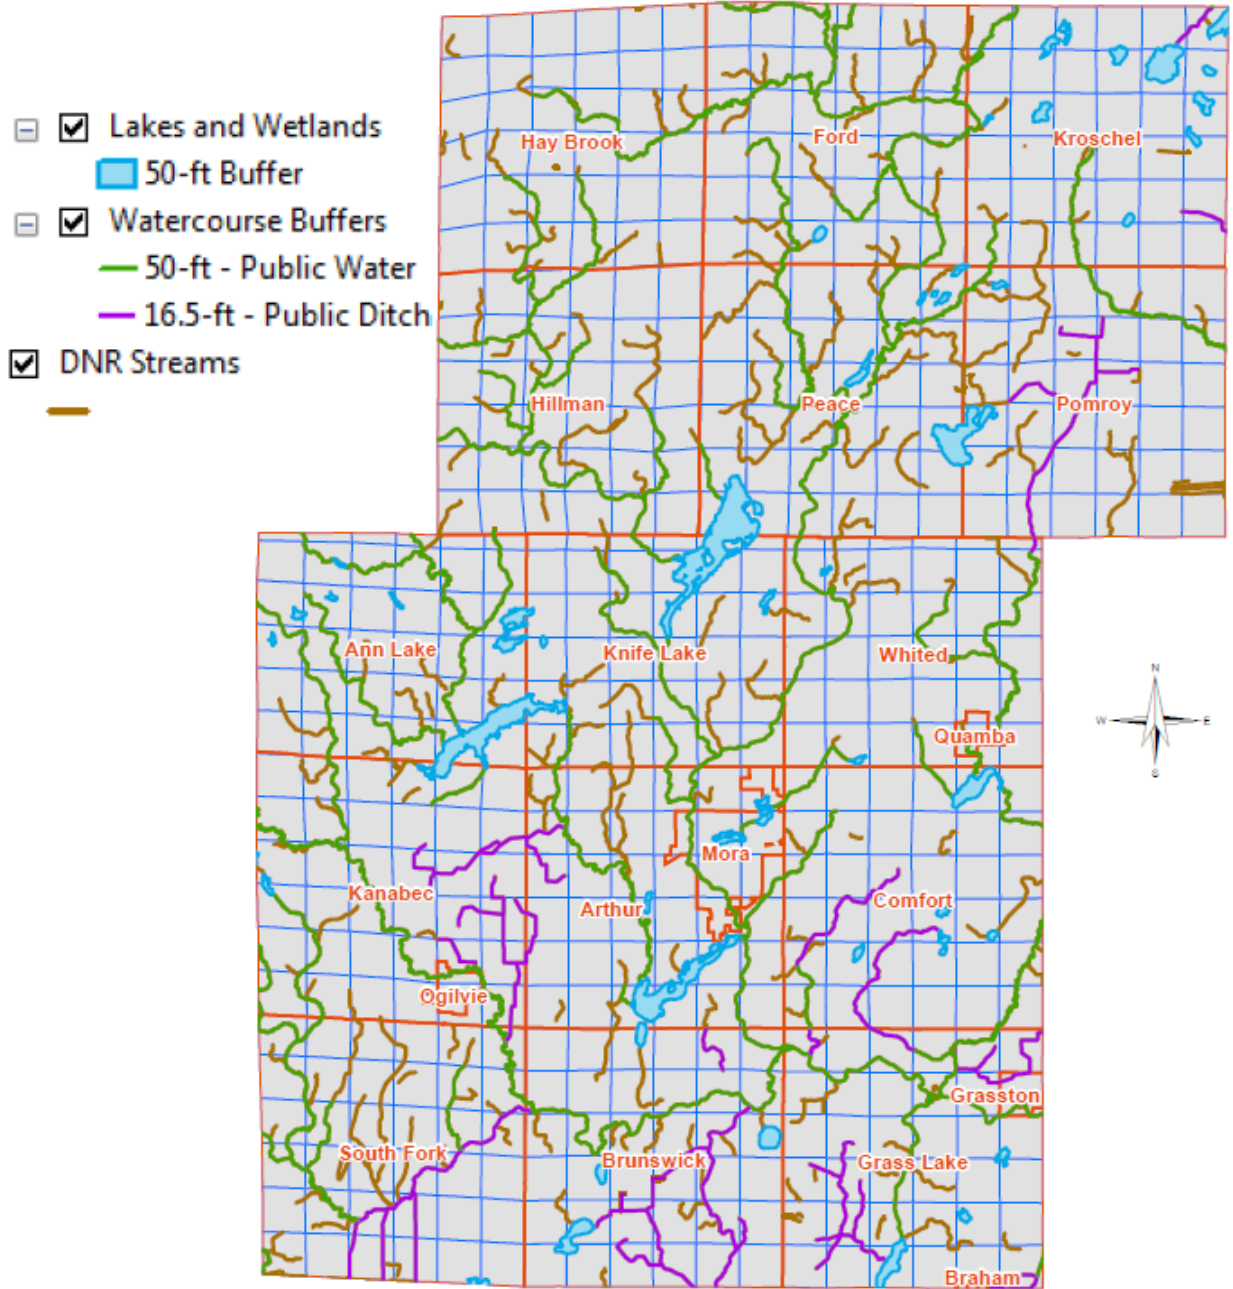 Lakes and Wetlands
50-ft Buffer
Watercourse Buffers
50-ft - Public Water
16.5-ft - Public Ditch
DNR Streams
Hay Brook
Ford
Kroschel
Hillman
Peace
Pomroy
Ann Lake
Knife Lake
Whited
Quamba
Mora
Kanabec
Arthur
Comfort
Ogilvie
Grasston
South Fork
Brunswick
Grass Lake
Braham
N
W
E
S